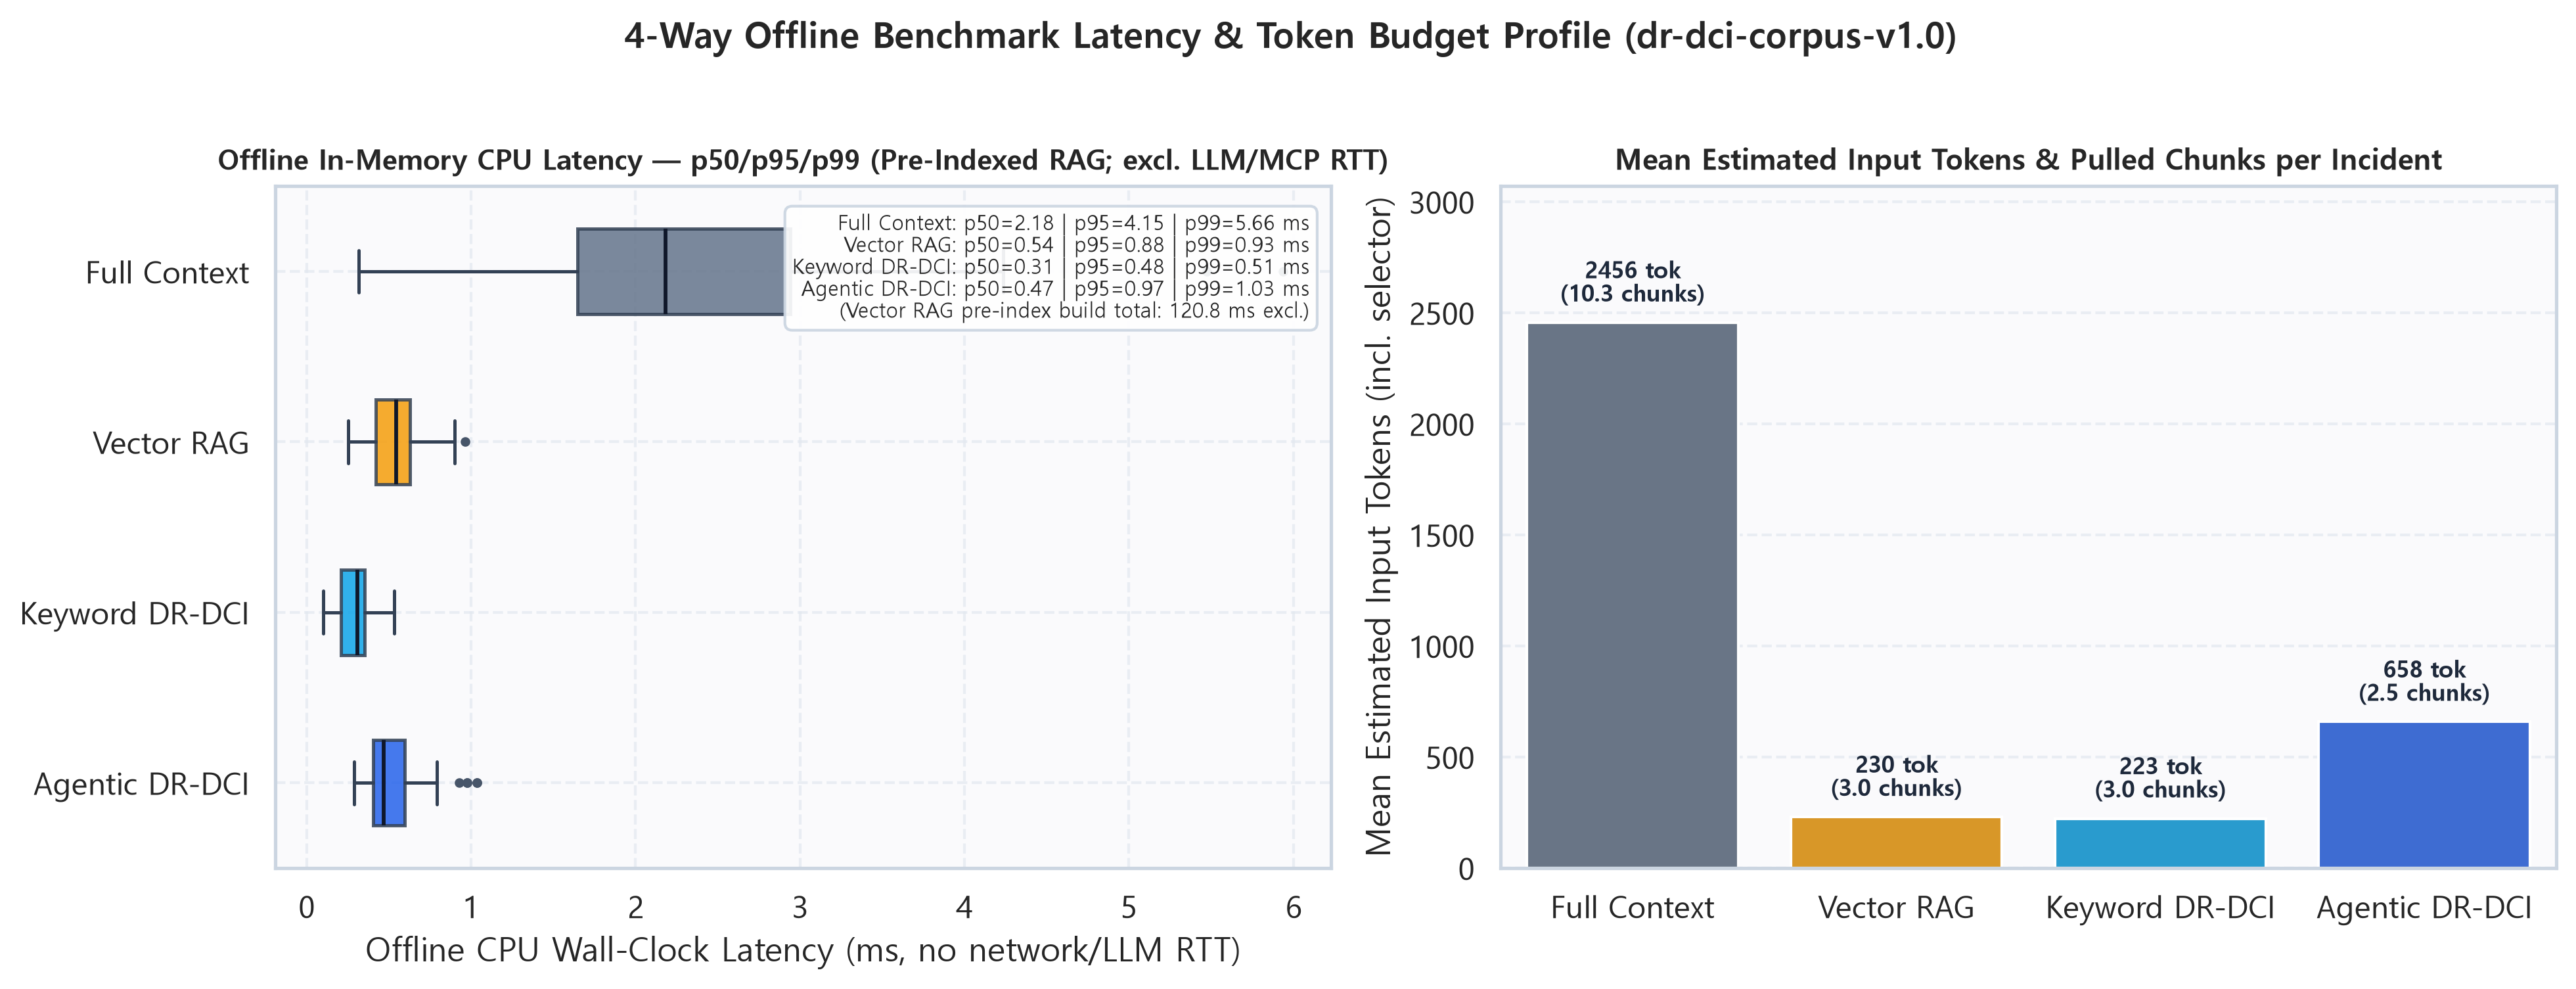 4-Way Offline Benchmark Latency & Token Budget Profile (dr-dci-corpus-v1.0)
Offline In-Memory CPU Latency — p50/p95/p99 (Pre-Indexed RAG; excl. LLM/MCP RTT)
Full Context: p50=2.18 | p95=4.15 | p99=5.66 ms
Vector RAG: p50=0.54 | p95=0.88 | p99=0.93 ms
Keyword DR-DCI: p50=0.31 | p95=0.48 | p99=0.51 ms
Agentic DR-DCI: p50=0.47 | p95=0.97 | p99=1.03 ms
(Vector RAG pre-index build total: 120.8 ms excl.)
Full Context
Vector RAG
Keyword DR-DCI
Agentic DR-DCI
0 1 2 3 4 5 6
Offline CPU Wall-Clock Latency (ms, no network/LLM RTT)
Mean Estimated Input Tokens & Pulled Chunks per Incident
Mean Estimated Input Tokens (incl. selector)
3000
2500
2000
1500
1000
500
0
2456 tok
(10.3 chunks)
230 tok
(3.0 chunks)
223 tok
(3.0 chunks)
658 tok
(2.5 chunks)
Full Context Vector RAG Keyword DR-DCI Agentic DR-DCI